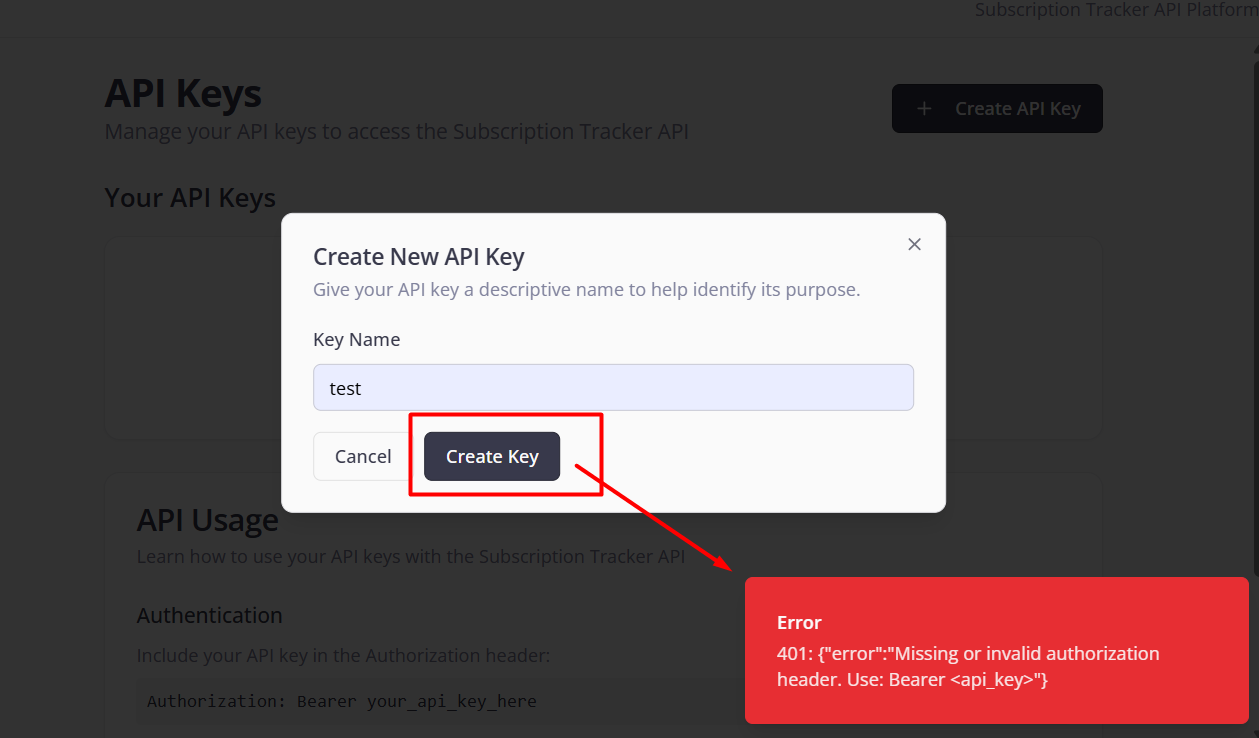 Subscription Tracker API Platform
API Keys
Manage your API keys to access the Subscription Tracker API
+ Create API Key
Your API Keys
Create New API Key
Give your API key a descriptive name to help identify its purpose.
Key Name
test
Cancel
Create Key
API Usage
Learn how to use your API keys with the Subscription Tracker API
Authentication
Include your API key in the Authorization header:
Authorization: Bearer your_api_key_here
Error
401: {"error":"Missing or invalid authorization
header. Use: Bearer <api_key>"}